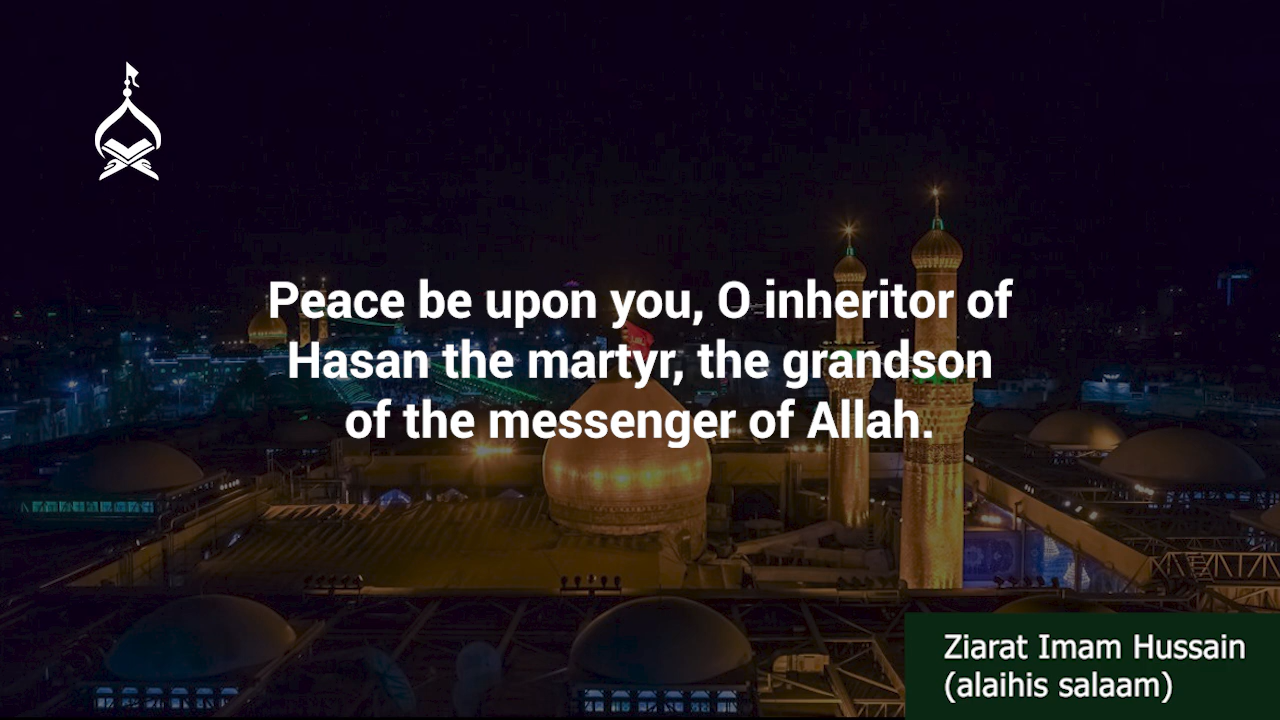 Peace be upon you, O inheritor of
Hasan the martyr, the grandson
of the messenger of Allah.
Ziarat Imam Hussain
(alaihis salaam)